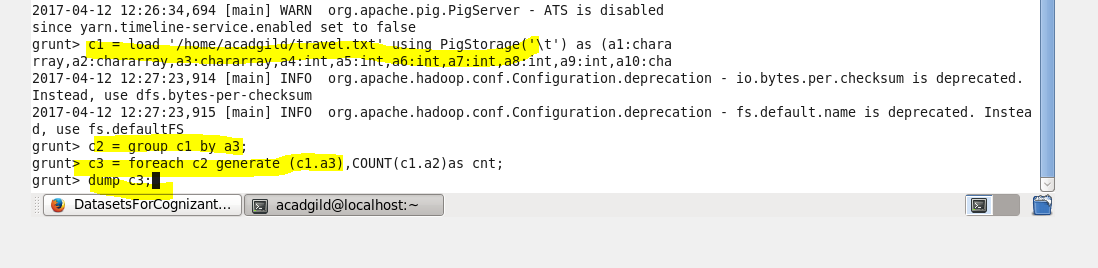 2017-04-12 12:26:34,694 [main] WARN  org.apache.pig.PigServer - ATS is disabled
since yarn.timeline-service.enabled set to false
grunt> c1 = load '/home/acadgild/travel.txt' using PigStorage('\t') as (a1:chara
rray,a2:chararray,a3:chararray,a4:int,a5:int,a6:int,a7:int,a8:int,a9:int,a10:cha
2017-04-12 12:27:23,914 [main] INFO  org.apache.hadoop.conf.Configuration.deprecation - io.bytes.per.checksum is deprecated.
Instead, use dfs.bytes-per-checksum
2017-04-12 12:27:23,915 [main] INFO  org.apache.hadoop.conf.Configuration.deprecation - fs.default.name is deprecated. Instea
d, use fs.defaultFS
grunt> c2 = group c1 by a3;
grunt> c3 = foreach c2 generate (c1.a3),COUNT(c1.a2)as cnt;
grunt> dump c3;
DatasetsForCognizant... acadgild@localhost:~